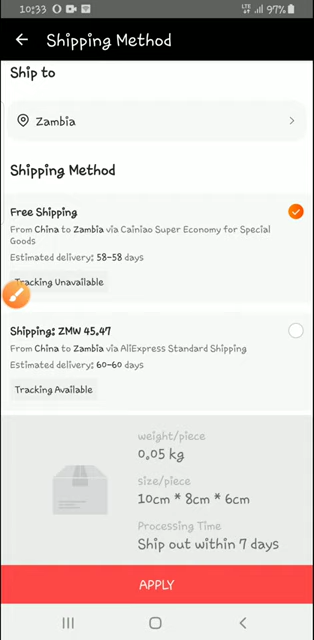 10:33
LTE
97%
Shipping Method
Ship to
Zambia
Shipping Method
Free Shipping
From China to Zambia via Cainiao Super Economy for Special
Goods
Estimated delivery: 58-58 days
Tracking Unavailable
Shipping: ZMW 45.47
From China to Zambia via AliExpress Standard Shipping
Estimated delivery: 60-60 days
Tracking Available
weight/piece
0.05 kg
size/piece
10cm * 8cm * 6cm
Processing Time
Ship out within 7 days
APPLY